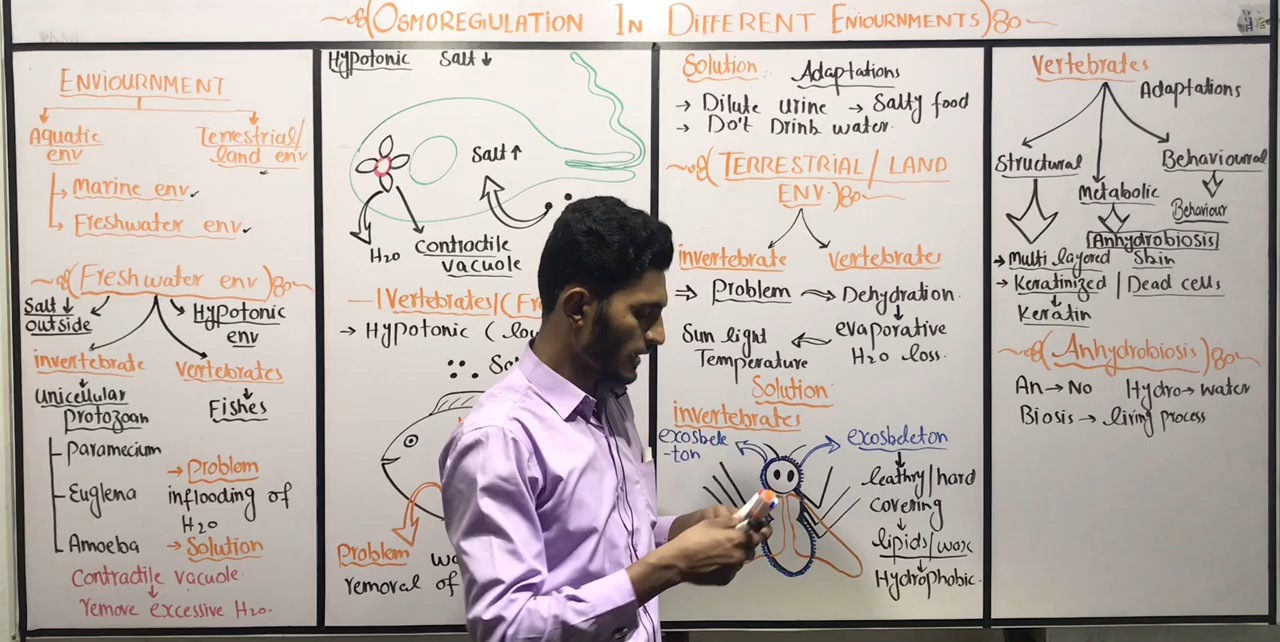 OSMOREGULATION IN DIFFERENT ENIOURNMENTS
ENVIOURNMENT
Aquatic
env
Terrestrial/
land env
Marine env.
Freshwater env.
(Freshwater env)
Salt ↓
outside
Hypotonic
env
invertebrate
vertebrates
Unicellular
protozoan
Fishes
Paramecium
Euglena
Amoeba
→ Problem
inflooding of
H2O
→ Solution
Contractile vacuole.
remove excessive H2O.
Hypotonic Salt ↓
Salt ↑
H2O
Contractile
vacuole
Vertebrates/(
→ Hypotonic (
Problem
removal of
Solution: Adaptations
→ Dilute urine → Salty food
→ Do't Drink water.
(TERRESTRIAL/LAND
ENV.)
invertebrate vertebrates
⇒ Problem → Dehydration.
Sun light ← evaporative
Temperature H2O loss.
Solution
invertebrates
exoske-le
-ton
exoskeleton
leathry/hard
covering
lipids/wax
Hydrophobic.
Vertebrates
Adaptations
Structural
Metabolic
Behavioural
Behaviour
Anhydrobiosis
→ Multi layered Skin
→ Keratinized / Dead cells
Keratin
(Anhydrobiosis)
An → No Hydro → water
Biosis → living process